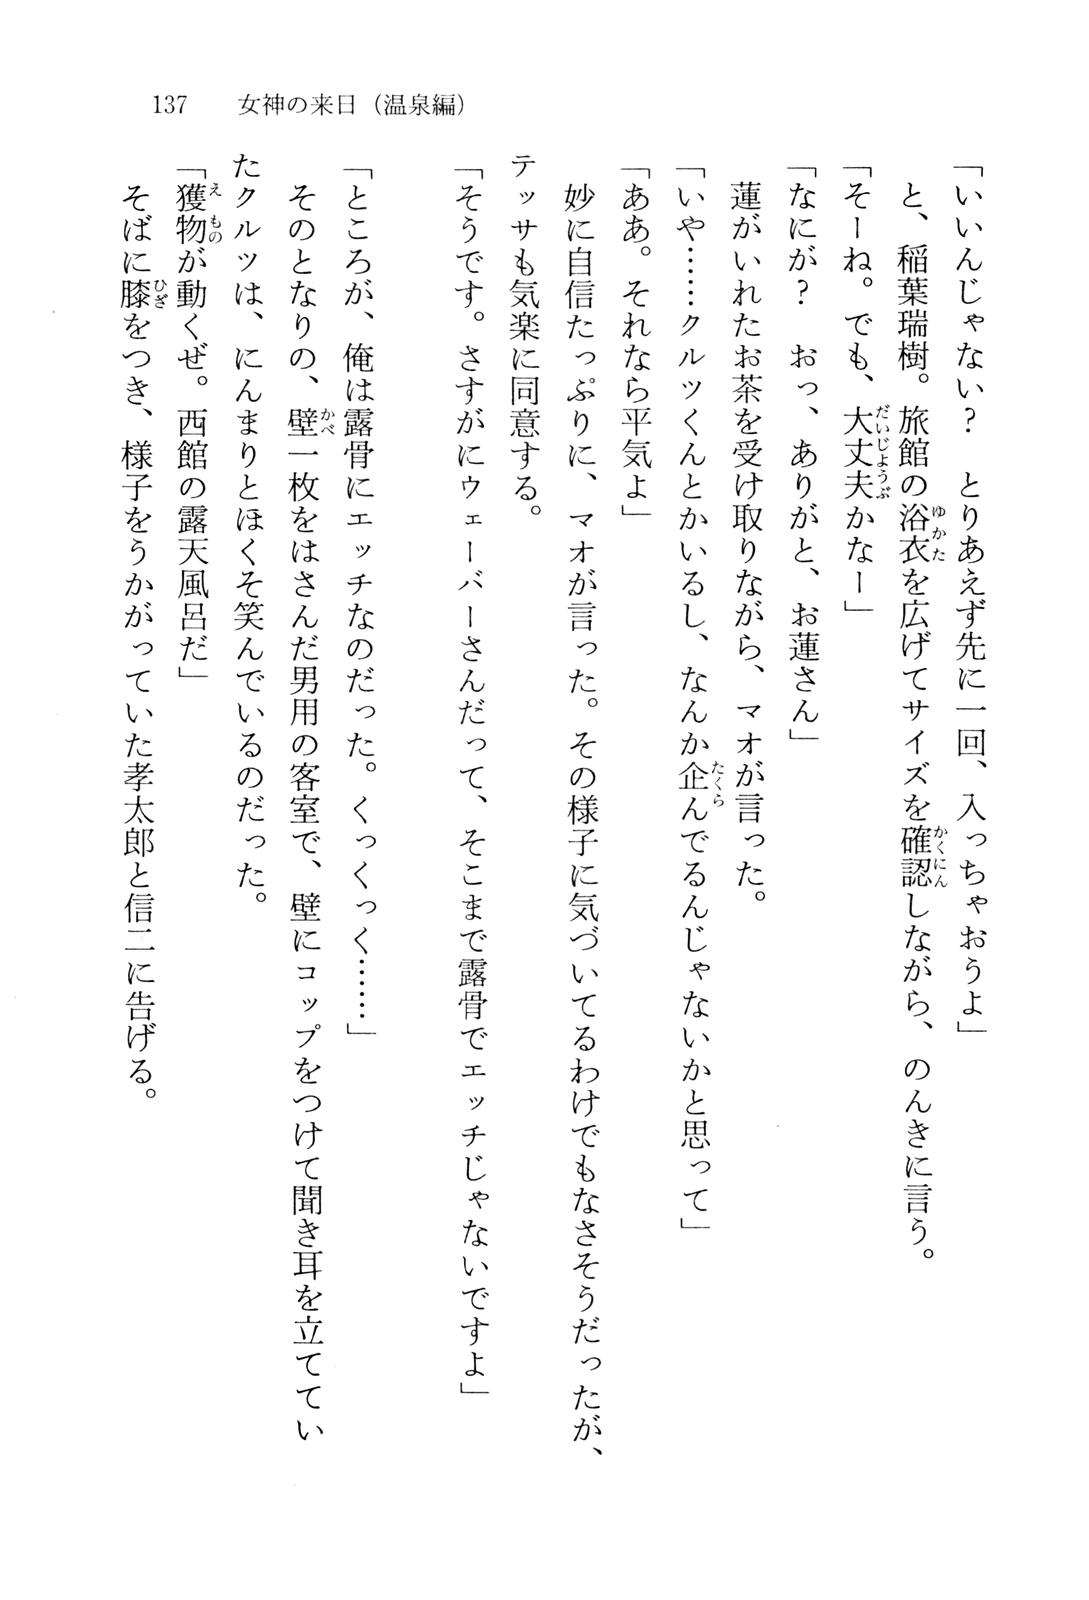 137　女神の来日（温泉編）
「いいんじゃない？　とりあえず先に一回、入っちゃおうよ」
と、稲葉瑞樹。旅館の浴衣を広げてサイズを確認しながら、のんきに言う。
「そーね。でも、大丈夫かなー」
「なにが？　おっ、ありがと、お蓮さん」
蓮がいれたお茶を受け取りながら、マオが言った。
「いや……クルツくんとかいるし、なんか企んでるんじゃないかと思って」
「ああ。それなら平気よ」
妙に自信たっぷりに、マオが言った。その様子に気づいてるわけでもなさそうだったが、
テッサも気楽に同意する。
「そうです。さすがにウェーバーさんだって、そこまで露骨でエッチじゃないですよ」
「ところが、俺は露骨にエッチなのだった。くっくっく……」
そのとなりの、壁一枚をはさんだ男用の客室で、壁にコップをつけて聞き耳を立ててい
たクルツは、にんまりとほくそ笑んでいるのだった。
「獲物が動くぜ。西館の露天風呂だ」
そばに膝をつき、様子をうかがっていた孝太郎と信二に告げる。